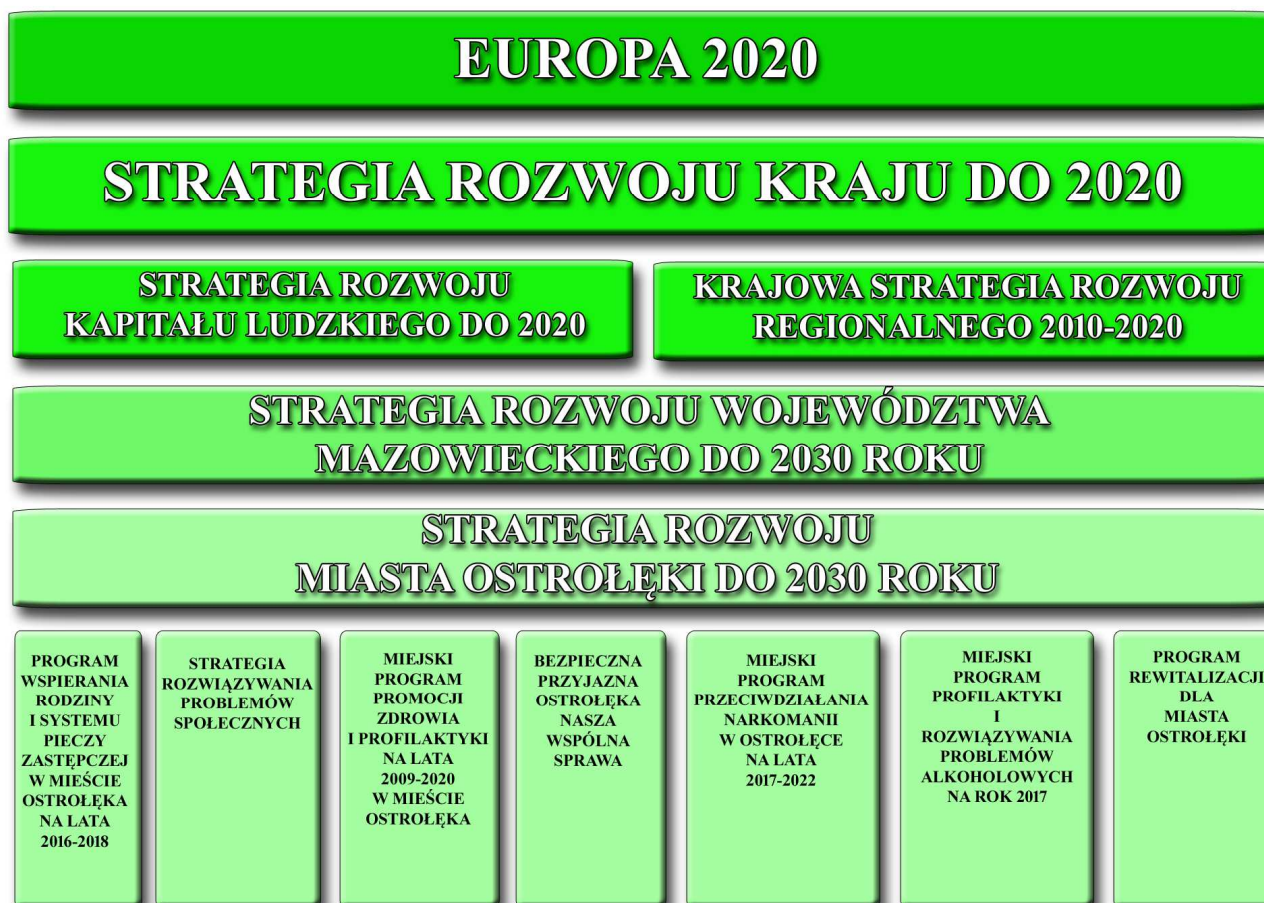 EUROPA 2020
STRATEGIA ROZWOJU KRAJU DO 2020
STRATEGIA ROZWOJU
KAPITAŁU LUDZKIEGO DO 2020
KRAJOWA STRATEGIA ROZWOJU
REGIONALNEGO 2010-2020
STRATEGIA ROZWOJU WOJEWÓDZTWA
MAZOWIECKIEGO DO 2030 ROKU
STRATEGIA ROZWOJU
MIASTA OSTROŁĘKI DO 2030 ROKU
PROGRAM
WSPIERANIA
RODZINY
I SYSTEMU
PIECZY
ZASTĘPCZEJ
W MIEŚCIE
OSTROŁĘKA
NA LATA
2016-2018
STRATEGIA
ROZWIĄZYWANIA
PROBLEMÓW
SPOŁECZNYCH
MIEJSKI
PROGRAM
PROMOCJI
ZDROWIA
I PROFILAKTYKI
NA LATA
2009-2020
W MIEŚCIE
OSTROŁĘKA
BEZPIECZNA
PRZYJAZNA
OSTROŁĘKA
NASZA
WSPÓLNA
SPRAWA
MIEJSKI
PROGRAM
PRZECIWDZIAŁANIA
NARKOMANII
W OSTROŁĘCE
NA LATA
2017-2022
MIEJSKI
PROGRAM
PROFILAKTYKI
I
ROZWIĄZYWANIA
PROBLEMÓW
ALKOHOLOWYCH
NA ROK 2017
PROGRAM
REWITALIZACJI
DLA
MIASTA
OSTROŁĘKI